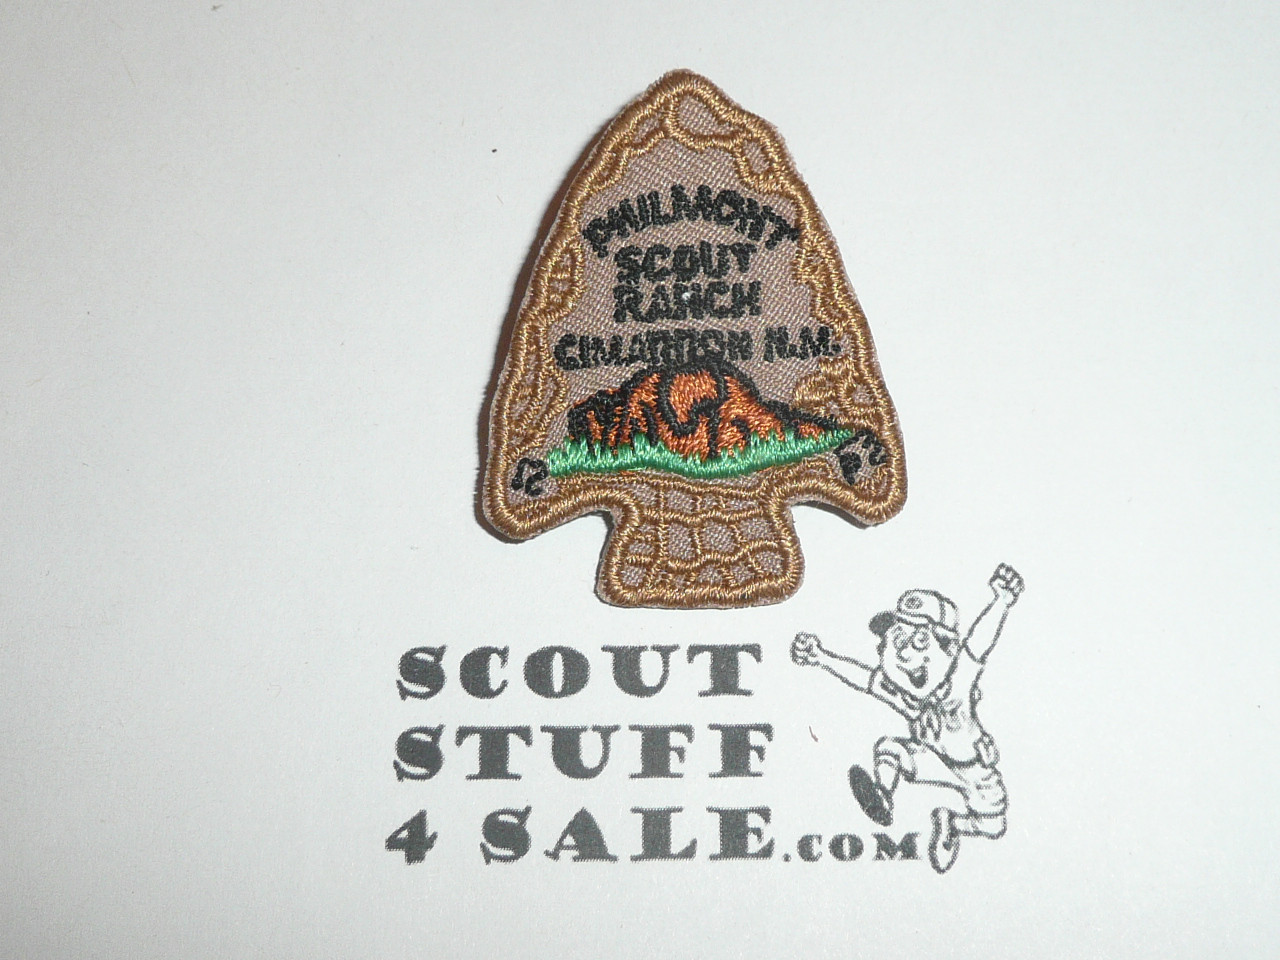 PHILMONT
SCOUT
RANCH
CIMARRON N.M.
SCOUT
STUFF
4 SALE.COM